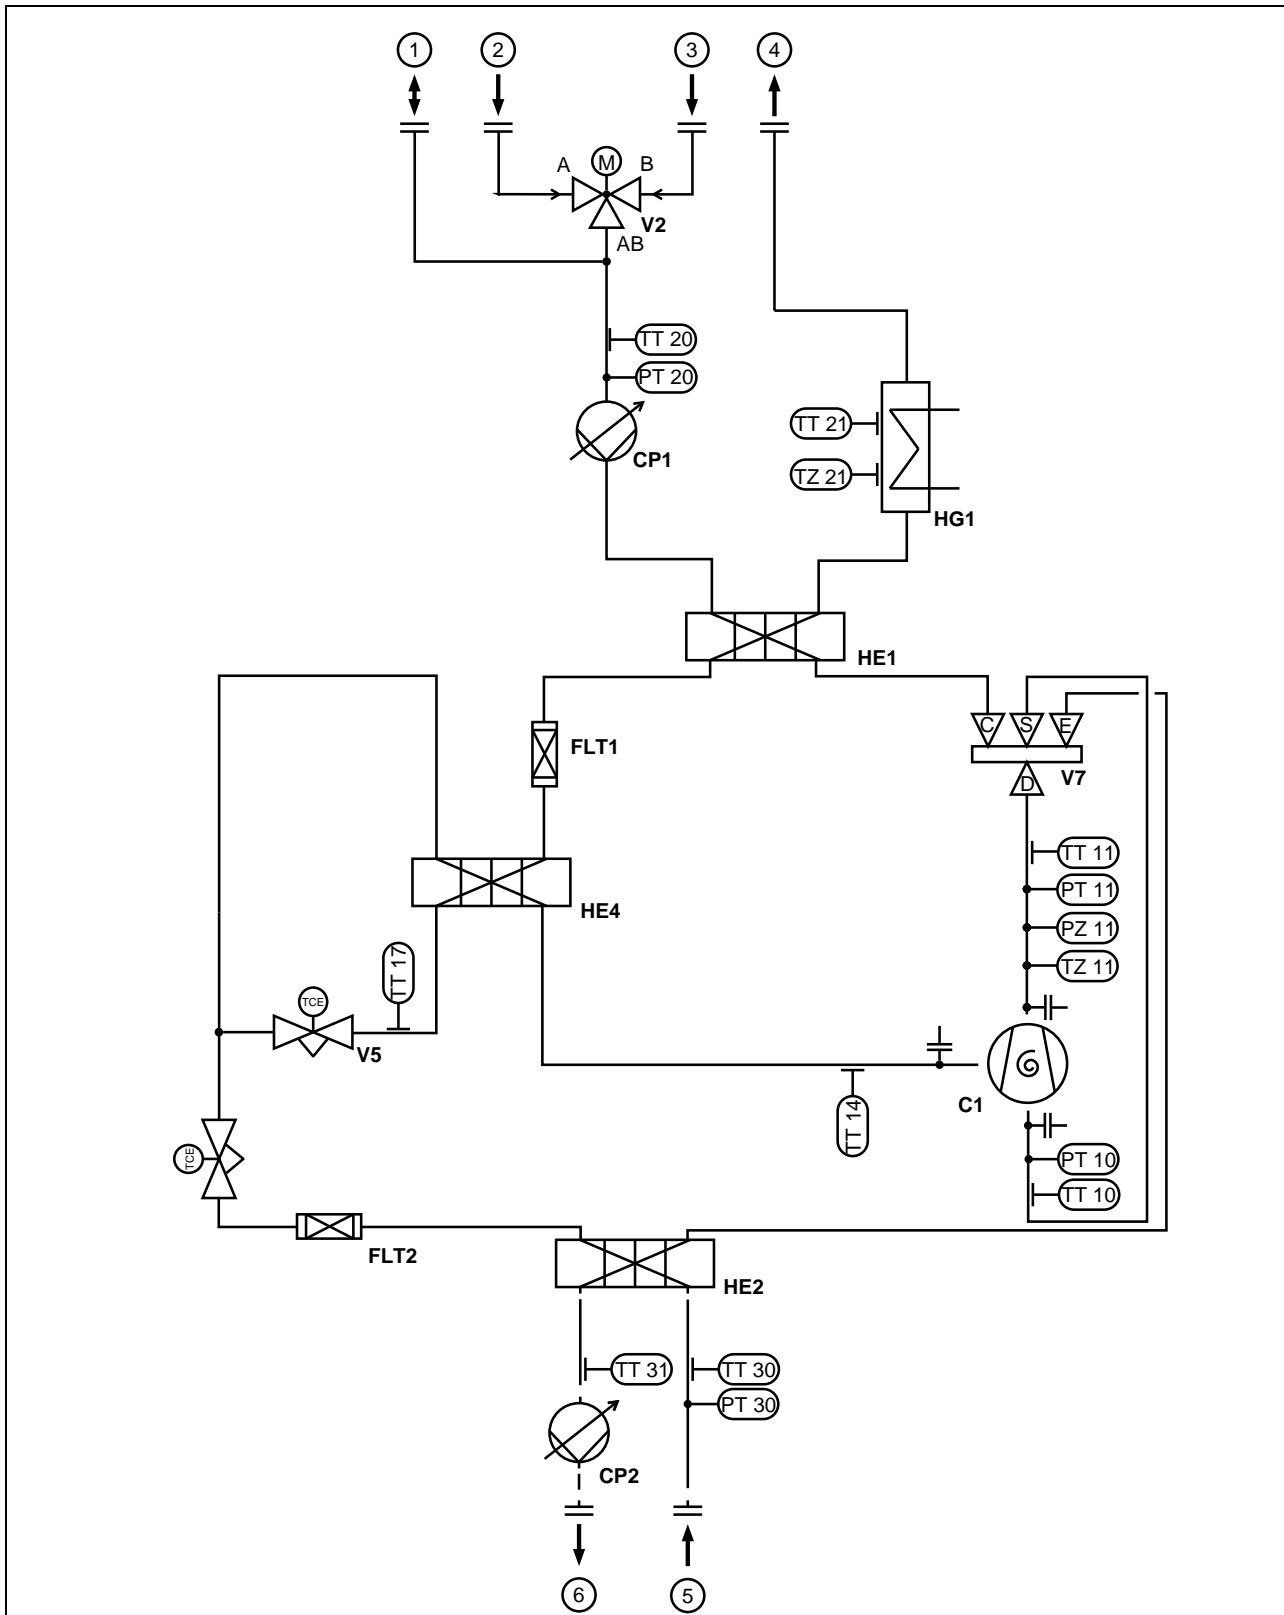 1
2
3
4
A
M
B
V2
AB
TT 20
PT 20
CP1
TT 21
TZ 21
HG1
HE1
FLT1
C
S
E
V7
D
TT 11
PT 11
PZ 11
TZ 11
HE4
TT 17
TCE
V5
C1
TT 14
TCE
PT 10
TT 10
FLT2
HE2
TT 31
TT 30
PT 30
CP2
6
5